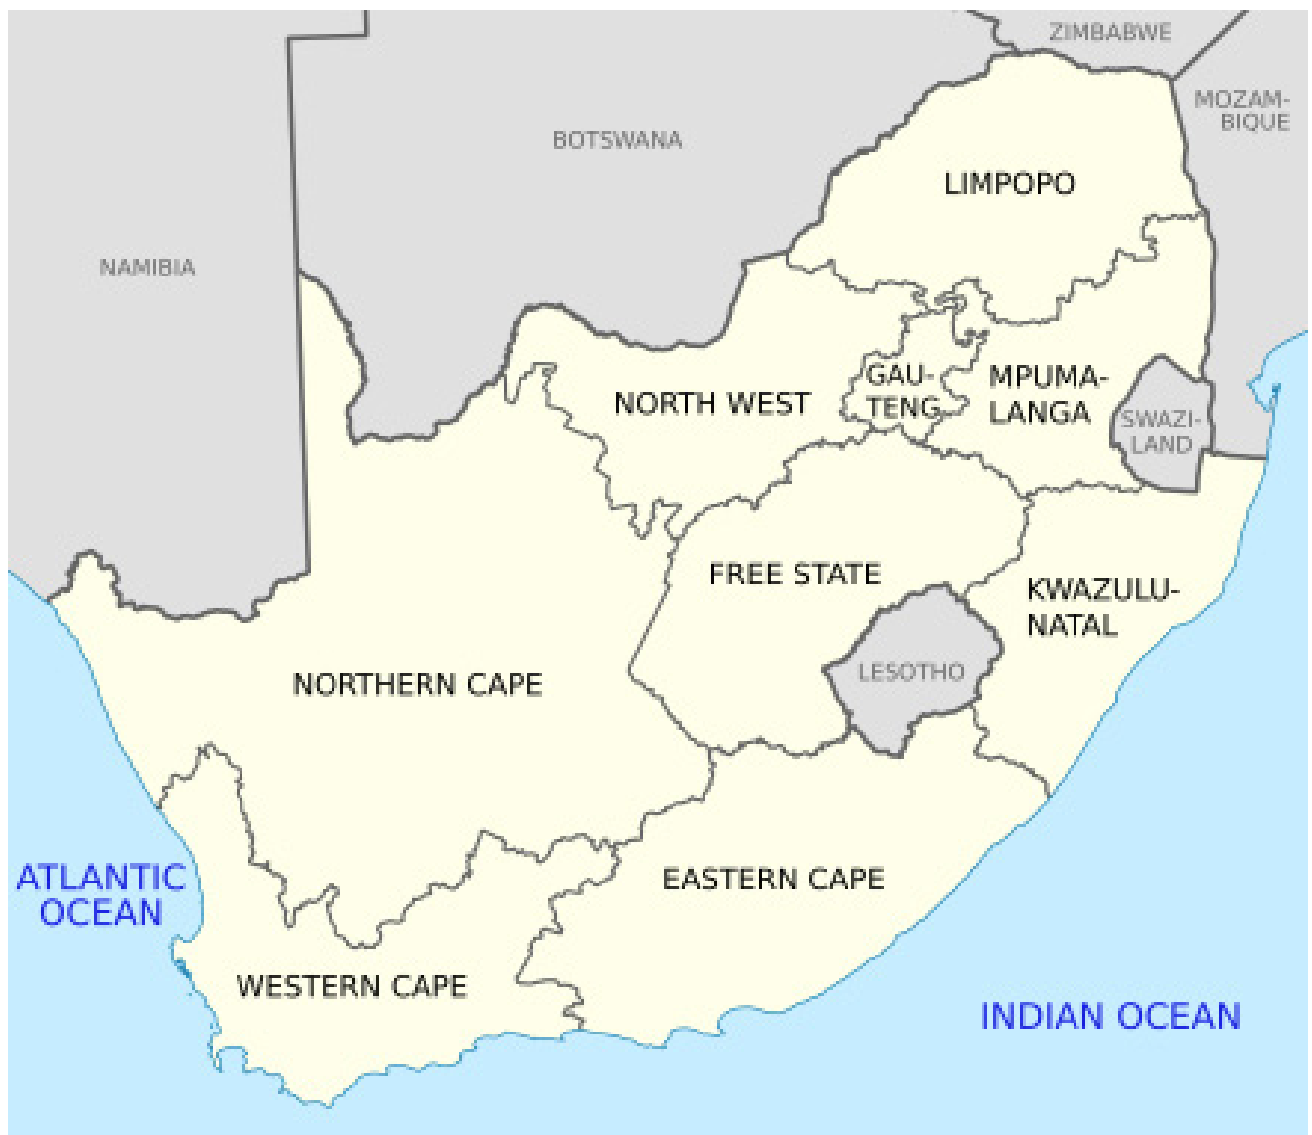 ZIMBABWE
MOZAM-
BIQUE
BOTSWANA
LIMPOPO
NAMIBIA
GAU-
TENG
MPUMA-
LANGA
NORTH WEST
SWAZI-
LAND
FREE STATE
KWAZULU-
NATAL
LESOTHO
NORTHERN CAPE
ATLANTIC
OCEAN
EASTERN CAPE
WESTERN CAPE
INDIAN OCEAN